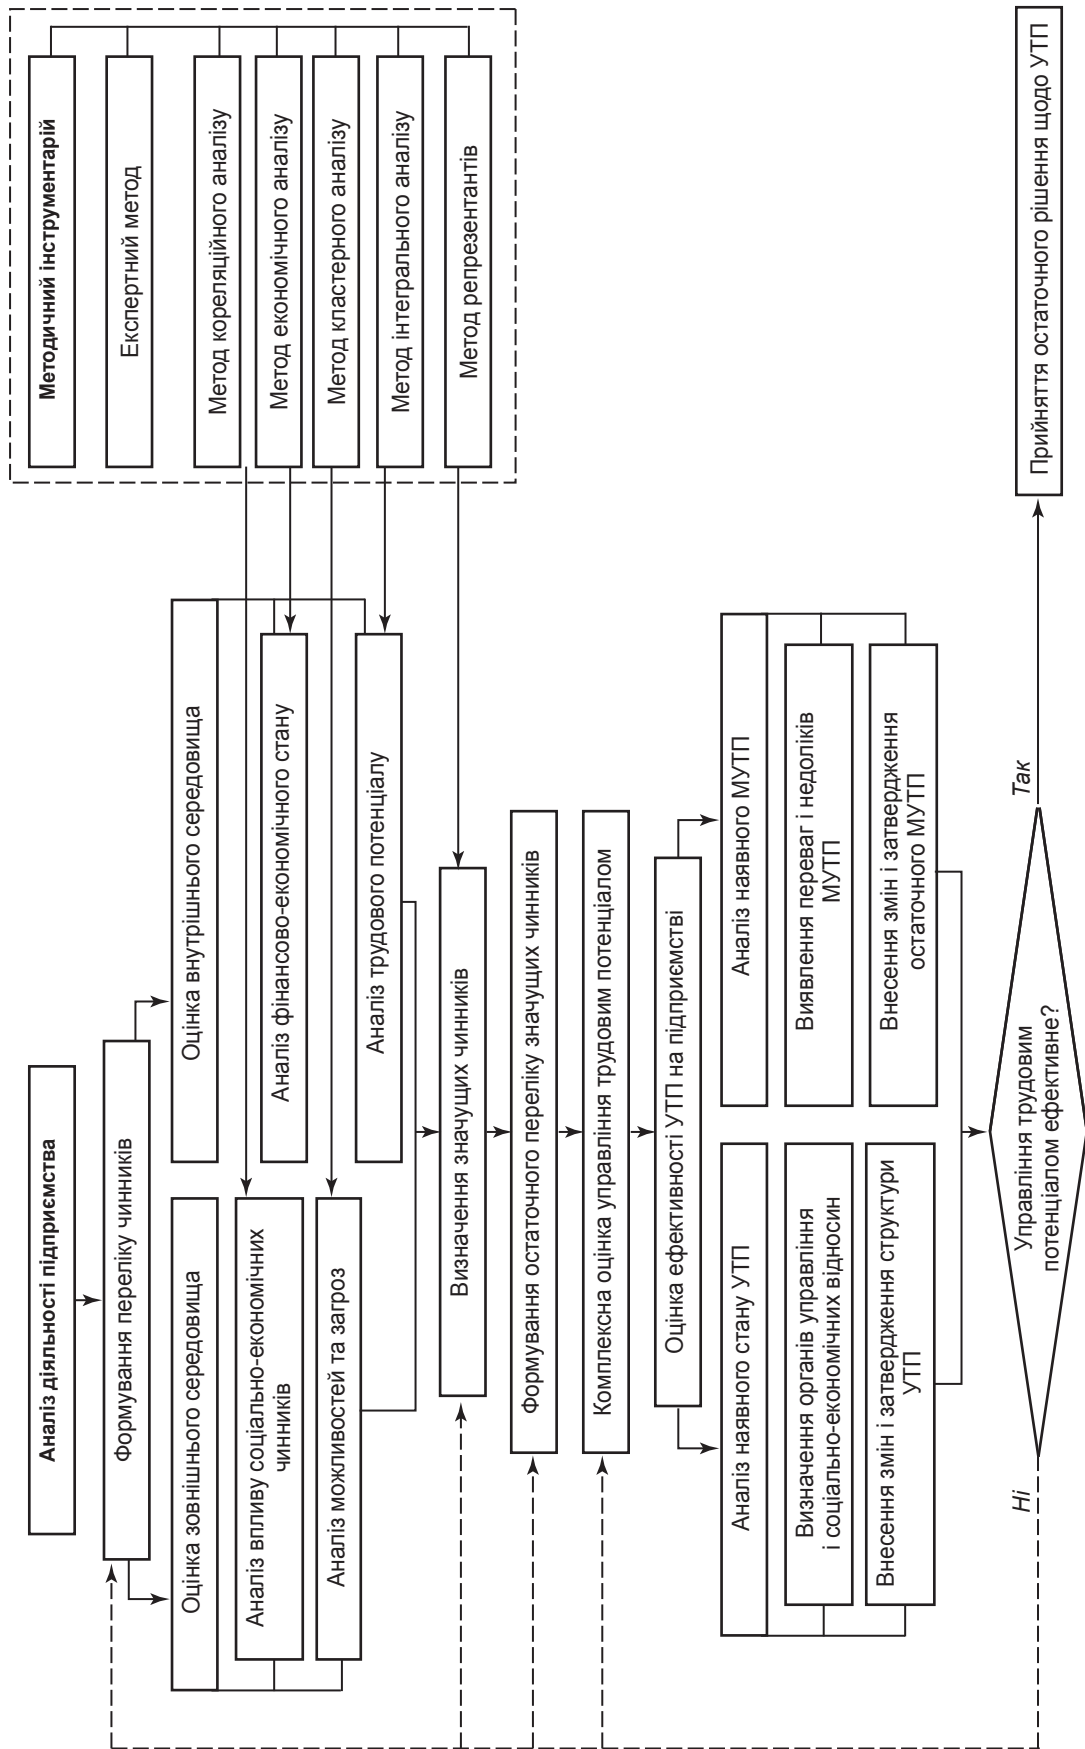 Аналіз діяльності підприємства
Формування переліку чинників
Оцінка зовнішнього середовища
Аналіз впливу соціально-економічних
чинників
Аналіз можливостей та загроз
Оцінка внутрішнього середовища
Аналіз фінансово-економічного стану
Аналіз трудового потенціалу
Методичний інструментарій
Експертний метод
Метод кореляційного аналізу
Метод економічного аналізу
Метод кластерного аналізу
Метод інтегрального аналізу
Метод репрезентантів
Визначення значущих чинників
Формування остаточного переліку значущих чинників
Комплексна оцінка управління трудовим потенціалом
Оцінка ефективності УТП на підприємстві
Аналіз наявного стану УТП
Визначення органів управління
і соціально-економічних відносин
Внесення змін і затвердження структури
УТП
Аналіз наявного МУТП
Виявлення переваг і недоліків
МУТП
Внесення змін і затвердження
остаточного МУТП
Ні
Управління трудовим
потенціалом ефективне?
Так
Прийняття остаточного рішення щодо УТП